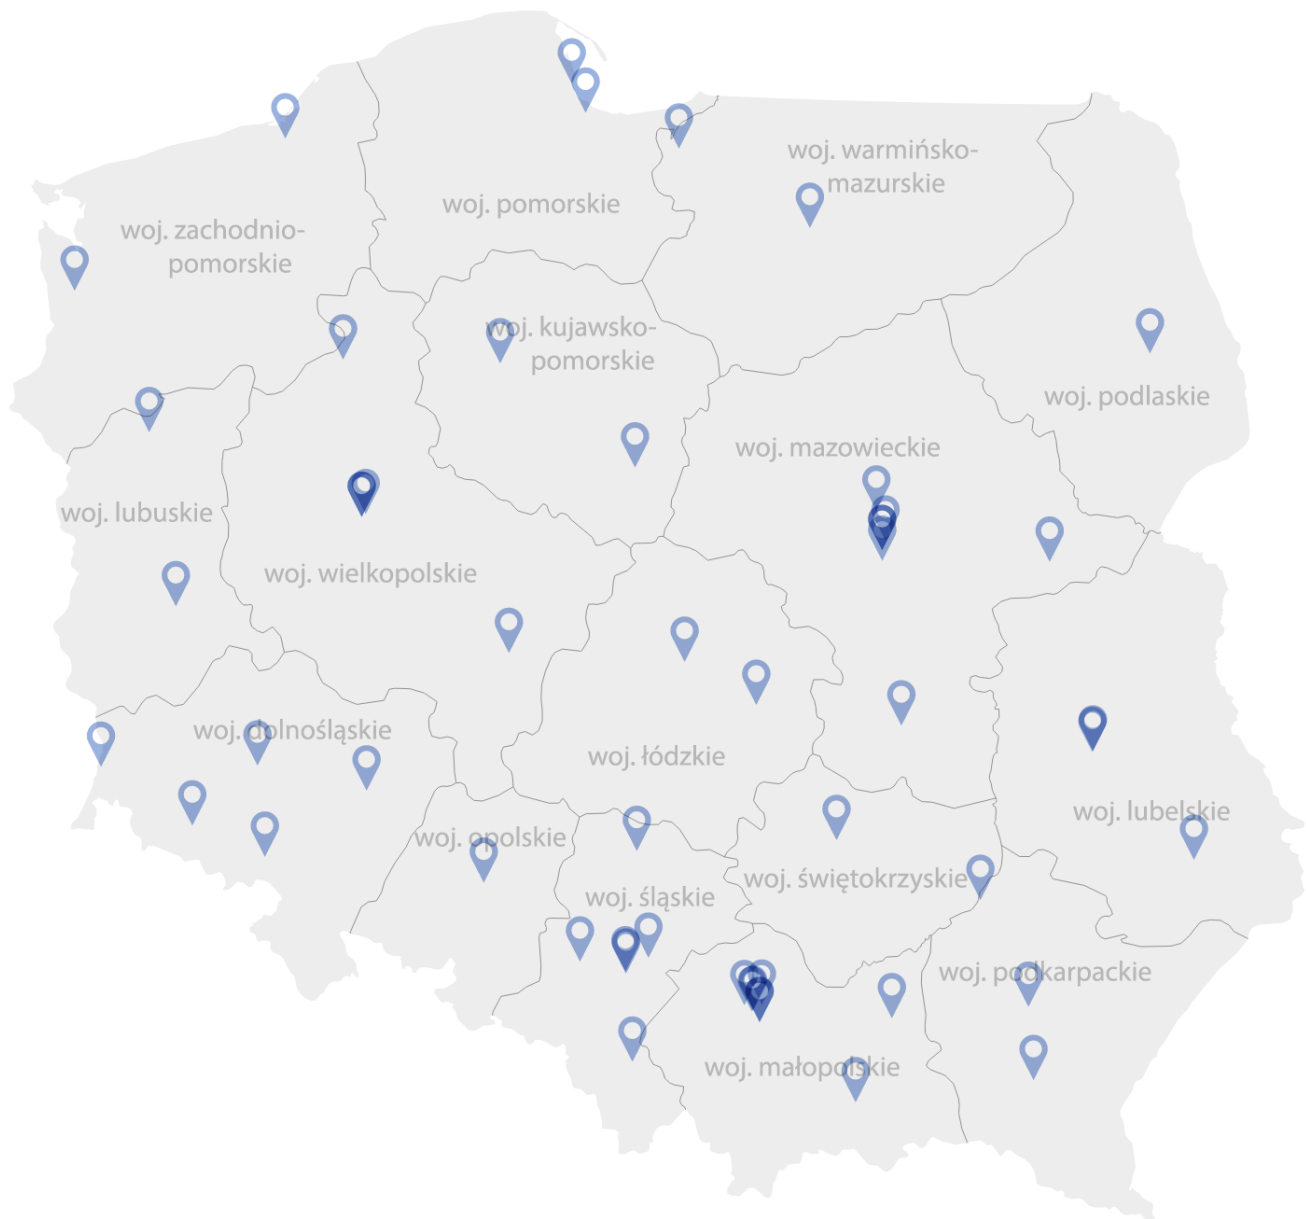 woj. warmińsko-
mazurskie
woj. pomorskie
woj. zachodnio-
pomorskie
woj. kujawsko-
pomorskie
woj. podlaskie
woj. mazowieckie
woj. lubuskie
woj. wielkopolskie
woj. dolnośląskie
woj. łódzkie
woj. lubelskie
woj. opolskie
woj. świętokrzyskie
woj. śląskie
woj. podkarpackie
woj. małopolskie